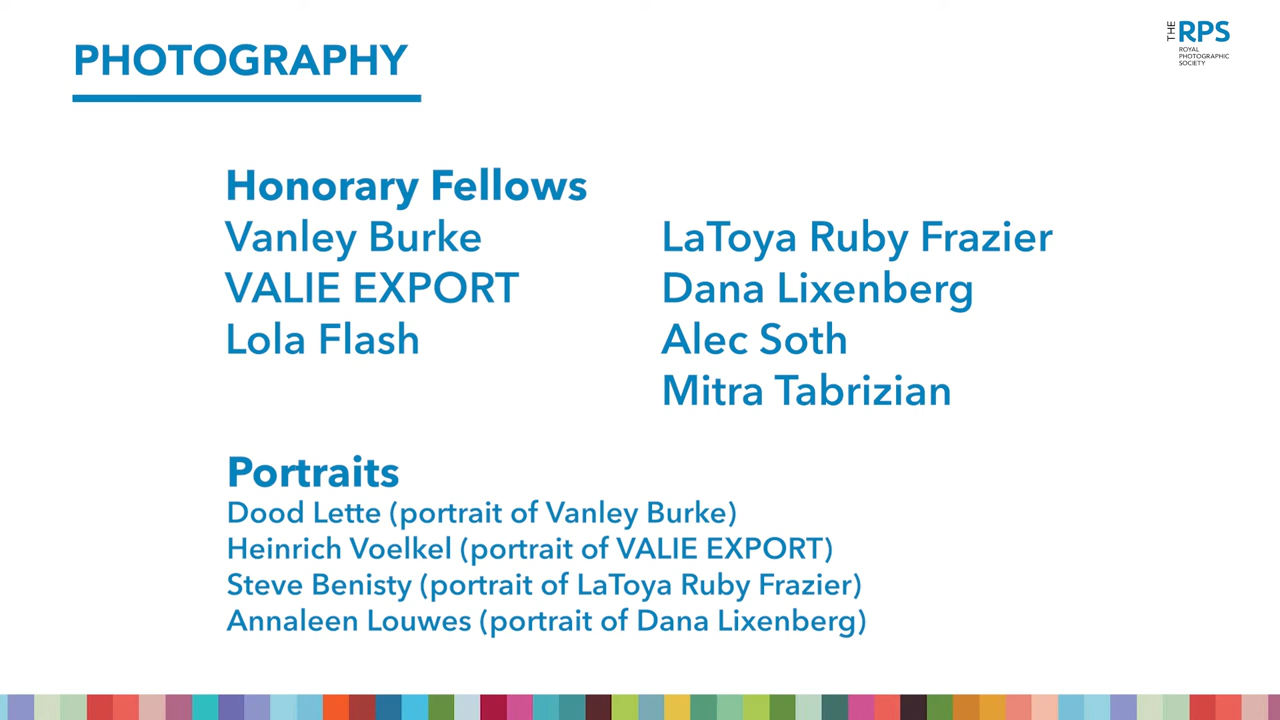 PHOTOGRAPHY
THE RPS
ROYAL
PHOTOGRAPHIC
SOCIETY
Honorary Fellows
Vanley Burke
VALIE EXPORT
Lola Flash
LaToya Ruby Frazier
Dana Lixenberg
Alec Soth
Mitra Tabrizian
Portraits
Dood Lette (portrait of Vanley Burke)
Heinrich Voelkel (portrait of VALIE EXPORT)
Steve Benisty (portrait of LaToya Ruby Frazier)
Annaleen Louwes (portrait of Dana Lixenberg)